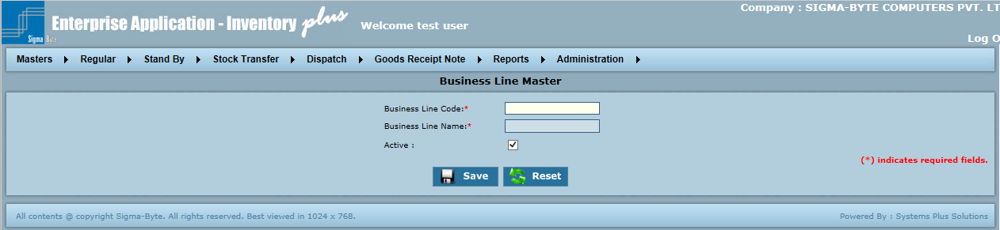 Company : SIGMA-BYTE COMPUTERS PVT. LT
Enterprise Application - Inventory plus
Welcome test user
Sigma Byte
Log O
Masters Regular Stand By Stock Transfer Dispatch Goods Receipt Note Reports Administration
Business Line Master
Business Line Code:*
Business Line Name:*
Active :
(*) indicates required fields.
Save Reset
All contents @ copyright Sigma-Byte. All rights reserved. Best viewed in 1024 x 768.
Powered By : Systems Plus Solutions